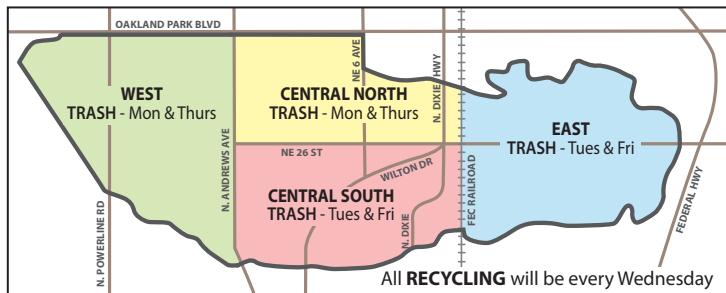 OAKLAND PARK BLVD
WEST
TRASH - Mon & Thurs
CENTRAL NORTH
TRASH - Mon & Thurs
EAST
TRASH - Tues & Fri
CENTRAL SOUTH
TRASH - Tues & Fri
NE 6 AVE
N. DIXIE HWY
N. ANDREWS AVE
NE 26 ST
WILTON DR
N. DIXIE
FEC RAILROAD
N. POWERLINE RD
FEDERAL HWY
All RECYCLING will be every Wednesday